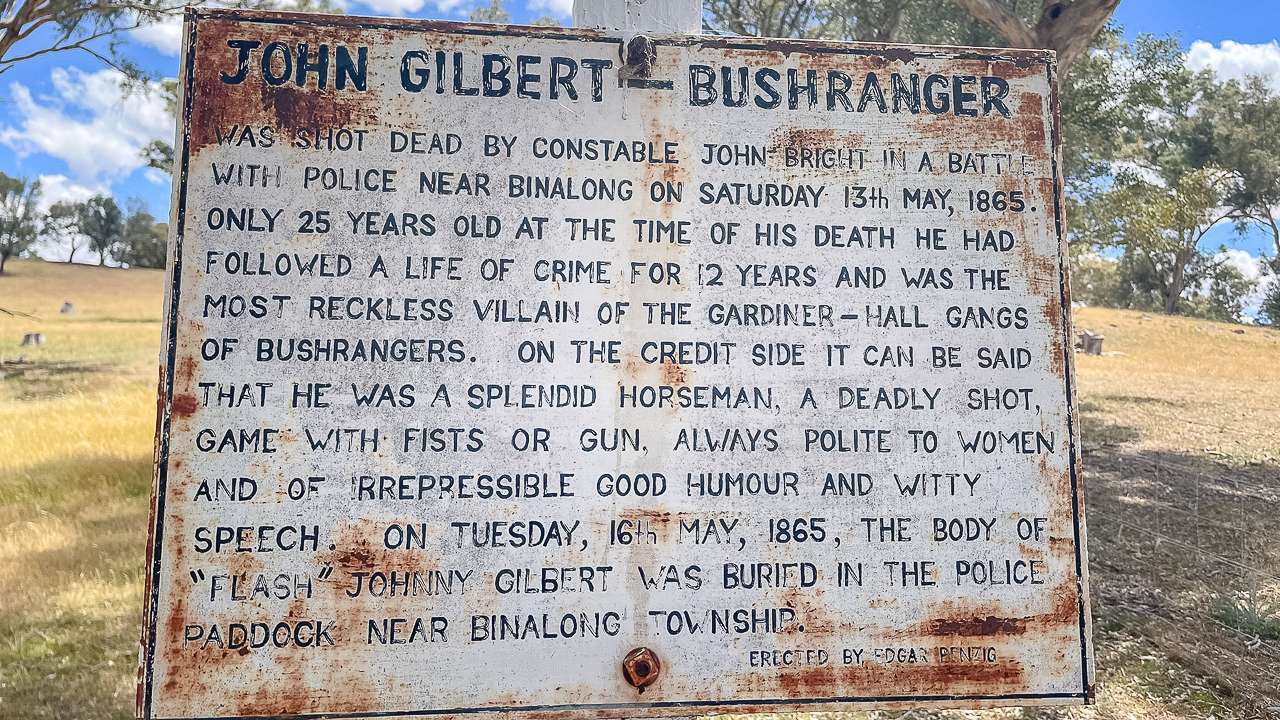 JOHN GILBERT — BUSHRANGER
WAS SHOT DEAD BY CONSTABLE JOHN BRIGHT IN A BATTLE
WITH POLICE NEAR BINALONG ON SATURDAY 13th MAY, 1865.
ONLY 25 YEARS OLD AT THE TIME OF HIS DEATH HE HAD
FOLLOWED A LIFE OF CRIME FOR 12 YEARS AND WAS THE
MOST RECKLESS VILLAIN OF THE GARDINER—HALL GANGS
OF BUSHRANGERS. ON THE CREDIT SIDE IT CAN BE SAID
THAT HE WAS A SPLENDID HORSEMAN, A DEADLY SHOT,
GAME WITH FISTS OR GUN, ALWAYS POLITE TO WOMEN
AND OF IRREPRESSIBLE GOOD HUMOUR AND WITTY
SPEECH. ON TUESDAY, 16th MAY, 1865, THE BODY OF
"FLASH" JOHNNY GILBERT WAS BURIED IN THE POLICE
PADDOCK NEAR BINALONG TOWNSHIP.
ERECTED BY EDGAR PENZIG